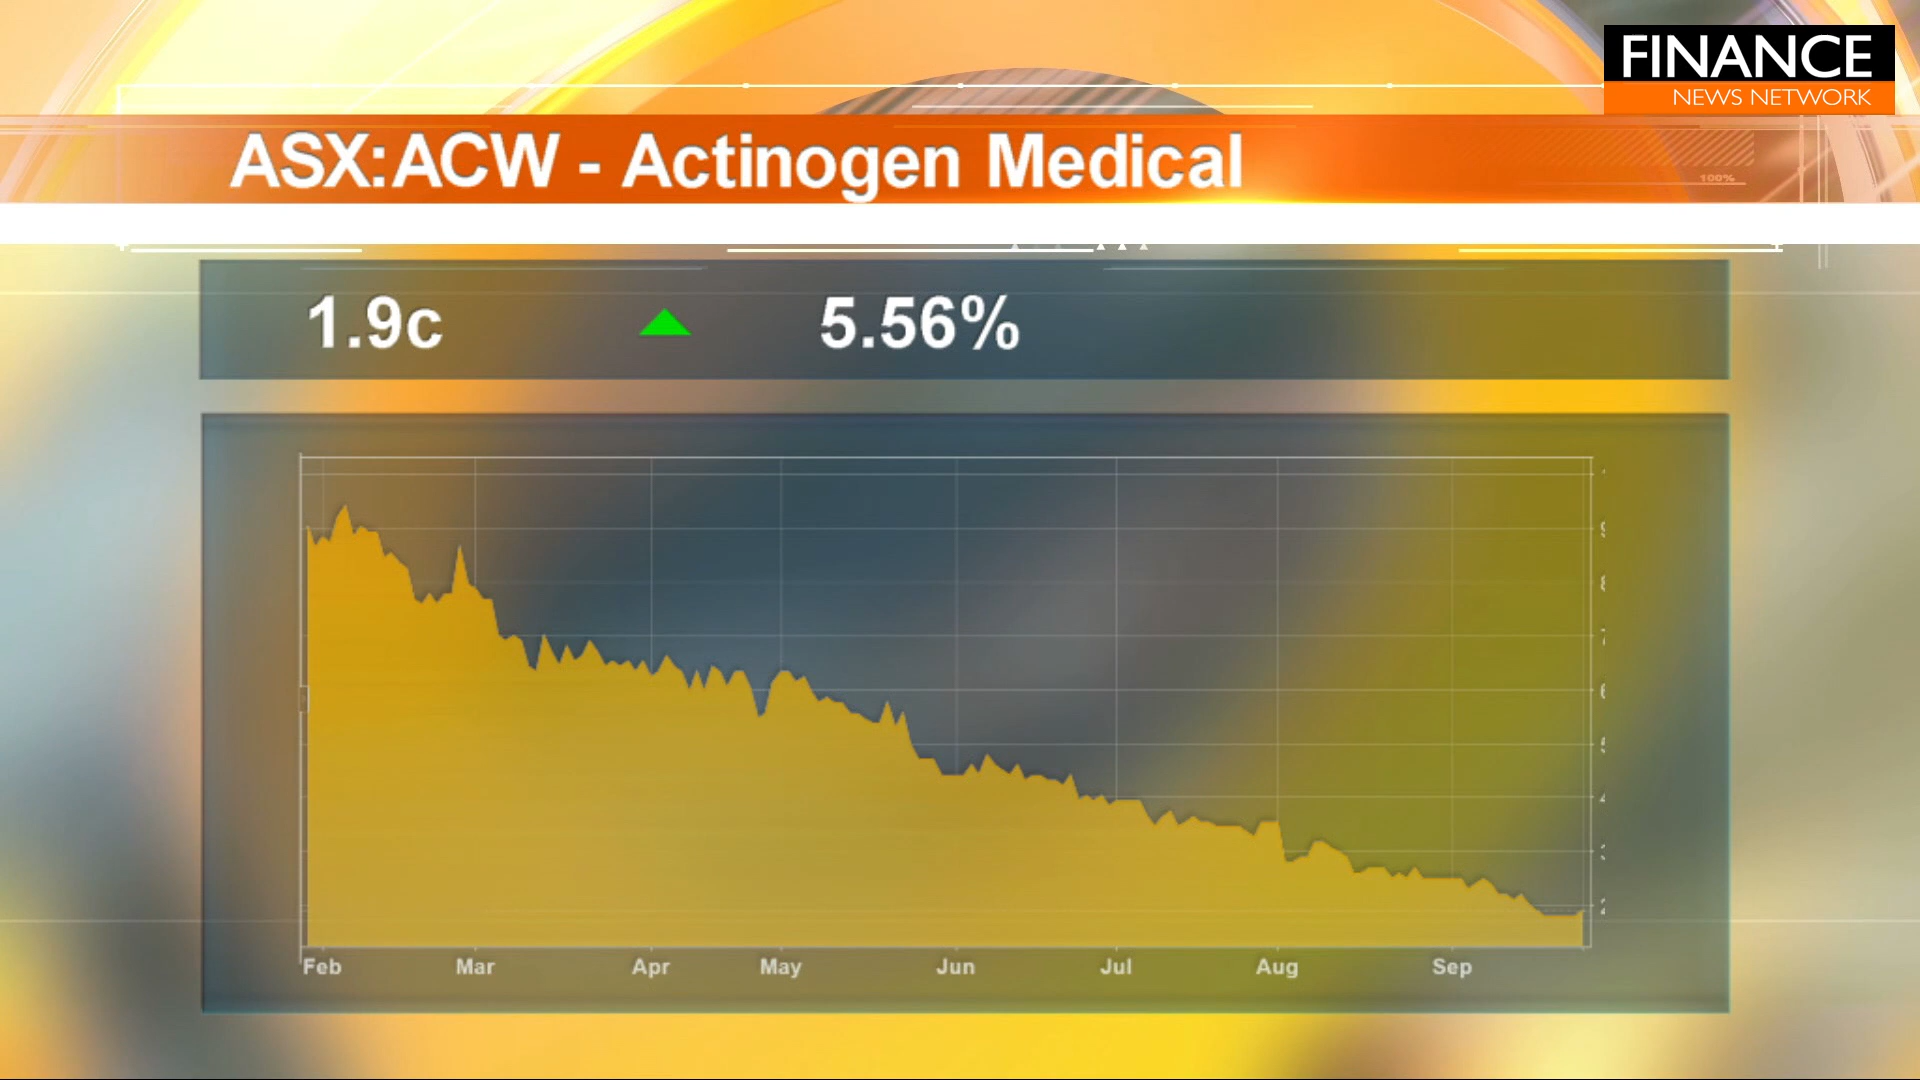 FINANCE
NEWS NETWORK
ASX:ACW - Actinogen Medical
100%
1.9c 5.56%
Feb Mar Apr May Jun Jul Aug Sep